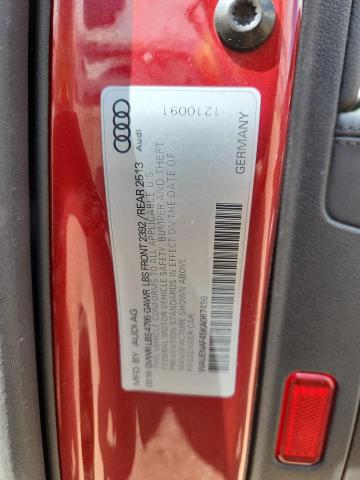 Audi
1210091
MFD. BY AUDI AG
GERMANY
GVWR LBS 4795 GAWR LBS FRONT 2392 / REAR 2513
THIS VEHICLE CONFORMS TO ALL APPLICABLE U.S.
FEDERAL MOTOR VEHICLE SAFETY, BUMPER AND THEFT
PREVENTION STANDARDS IN EFFECT ON THE DATE OF
MANUFACTURE SHOWN ABOVE.
PASSENGER CAR
WAUENAF45KA067498